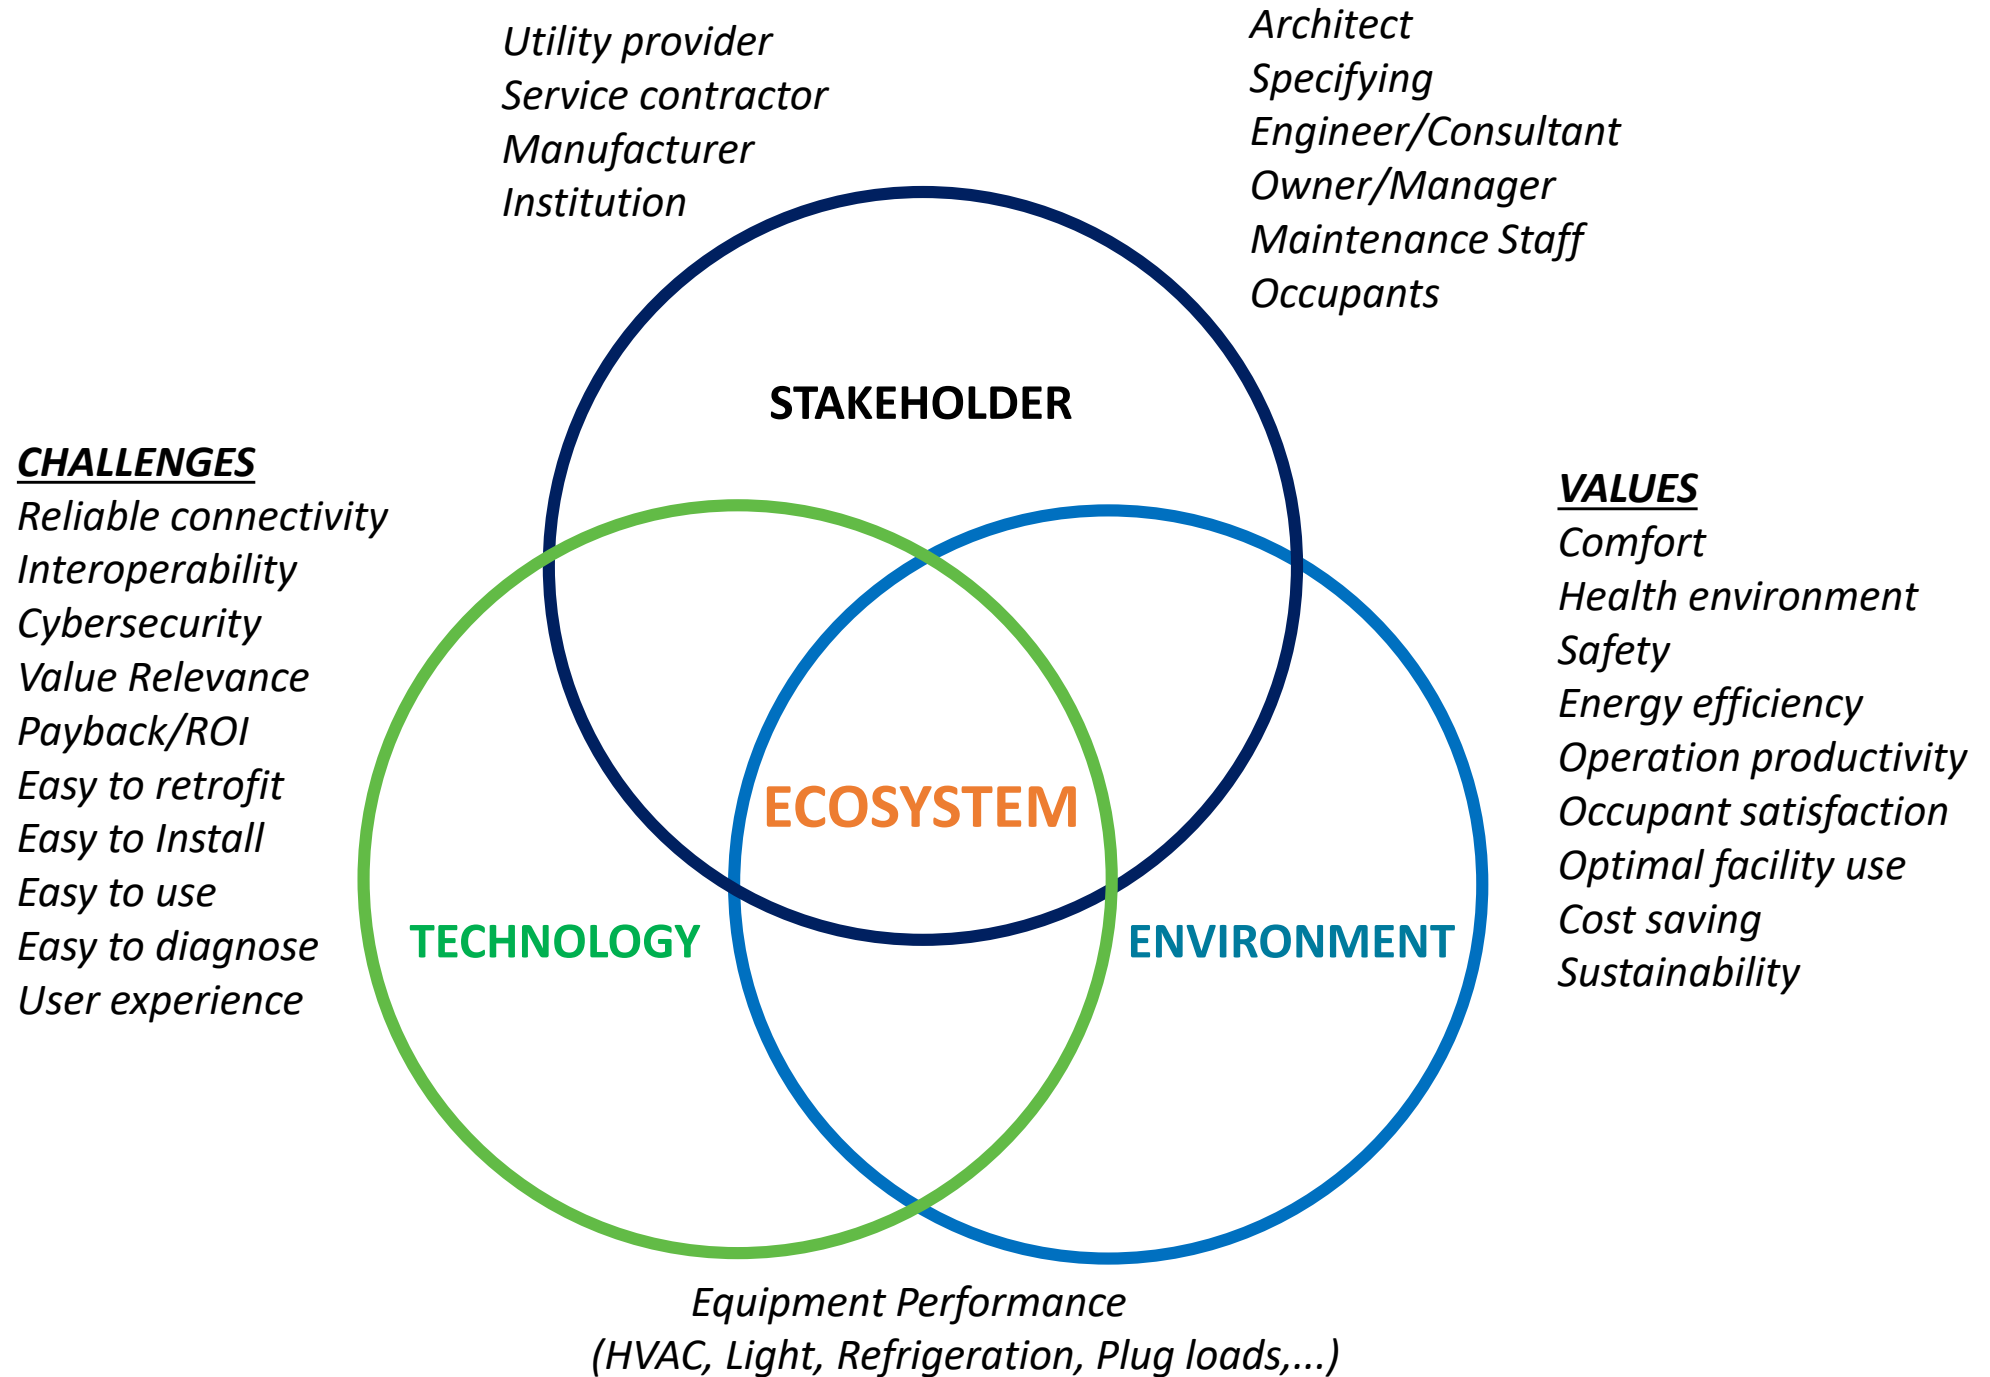 Utility provider
Service contractor
Manufacturer
Institution
Architect
Specifying
Engineer/Consultant
Owner/Manager
Maintenance Staff
Occupants
STAKEHOLDER
CHALLENGES
Reliable connectivity
Interoperability
Cybersecurity
Value Relevance
Payback/ROI
Easy to retrofit
Easy to Install
Easy to use
Easy to diagnose
User experience
VALUES
Comfort
Health environment
Safety
Energy efficiency
Operation productivity
Occupant satisfaction
Optimal facility use
Cost saving
Sustainability
ECOSYSTEM
TECHNOLOGY
ENVIRONMENT
Equipment Performance
(HVAC, Light, Refrigeration, Plug loads,...)